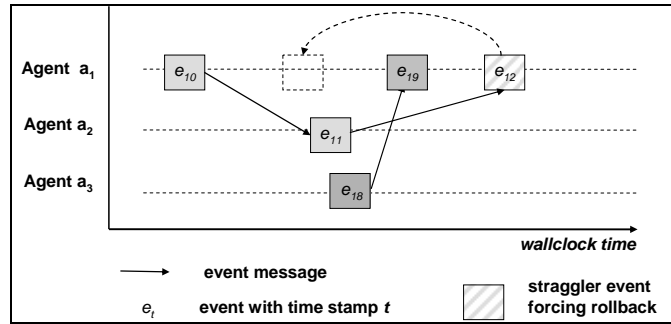 Agent a1
e10
e19
e12
Agent a2
e11
Agent a3
e18
wallclock time
event message
straggler event
forcing rollback
et event with time stamp t